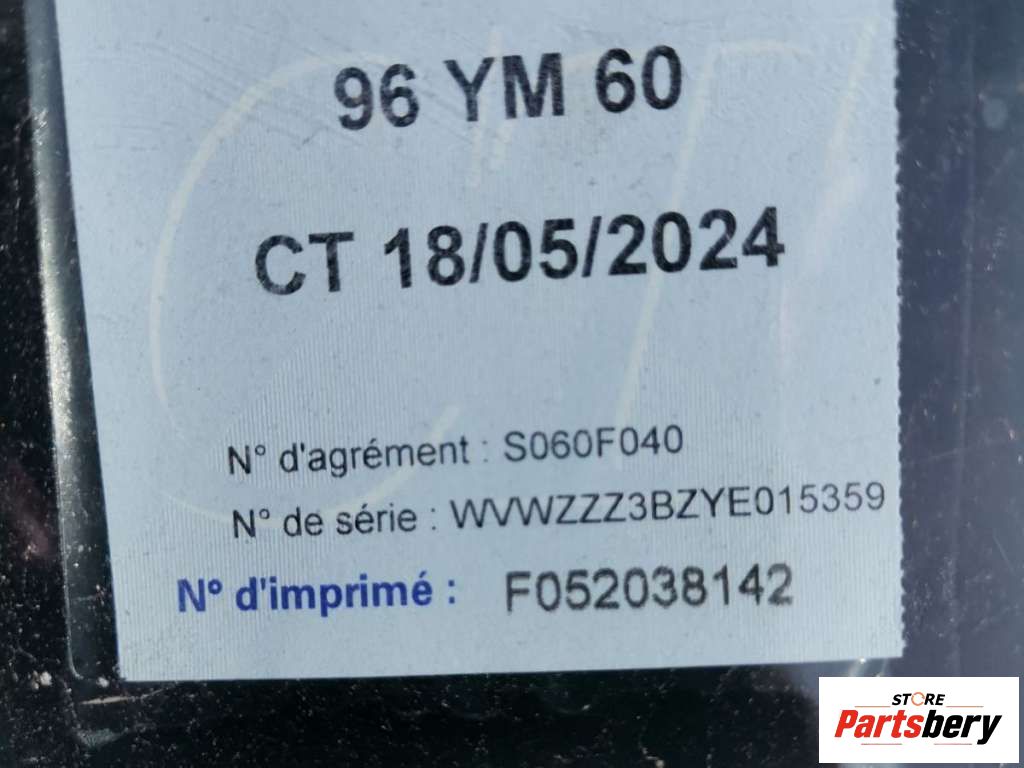 96 YM 60
CT 18/05/2024
N° d'agrément : S060F040
N° de série : WVWZZZ3BZYE015359
N° d'imprimé : F052038142
STORE
Partsbery